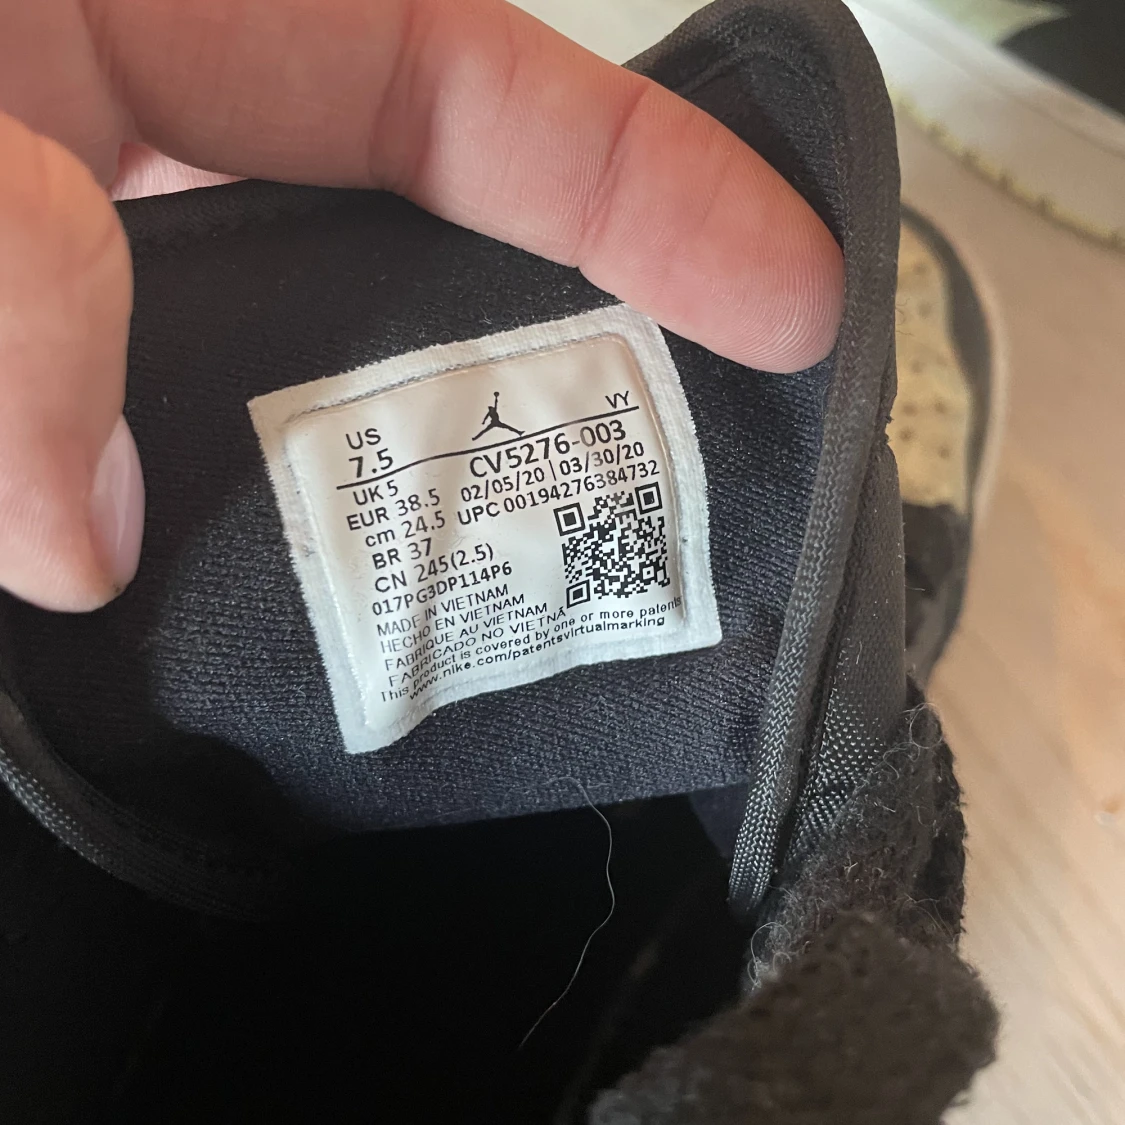 US
7.5
VY
CV5276-003
UK 5
02/05/20 | 03/30/20
EUR 38.5
UPC 00194276384732
cm 24.5
BR 37
CN 245(2.5)
017PG3DP114P6
MADE IN VIETNAM
HECHO EN VIETNAM
FABRIQUE AU VIETNAM
FABRICADO NO VIETNÃ
This product is covered by one or more patents
www.nike.com/patentsvirtualmarking